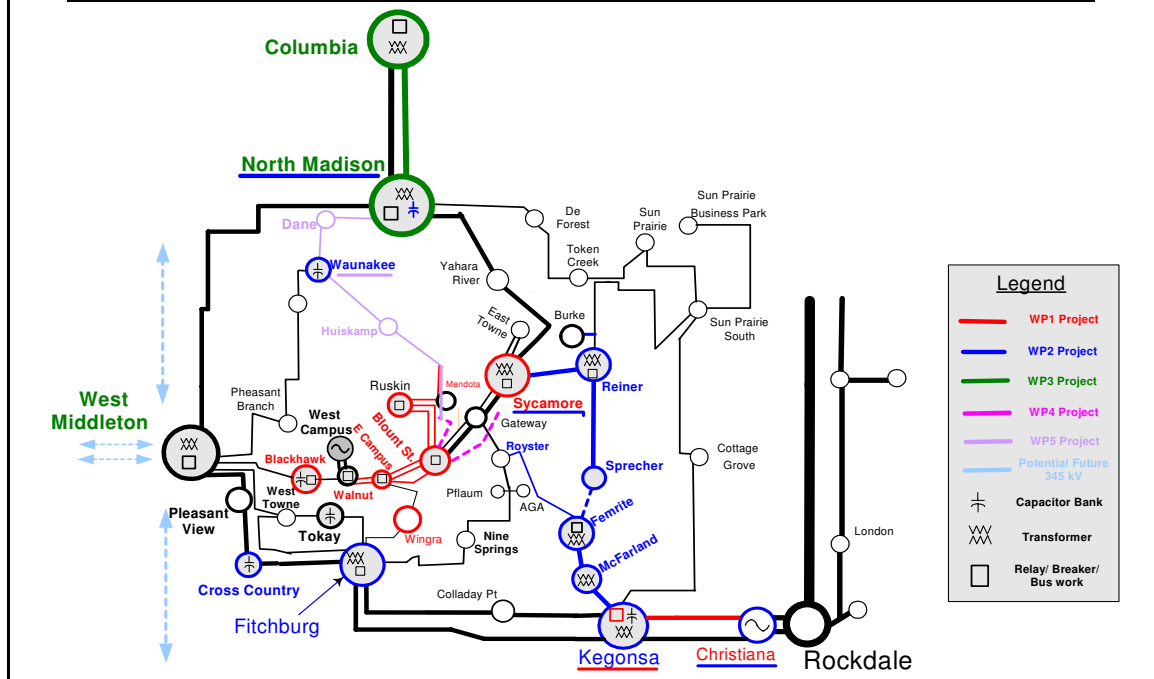 Columbia
North Madison
Sun Prairie
Business Park
De
Forest
Sun
Prairie
Dane
Token
Creek
Waunakee
Yahara
River
Legend
WP1 Project
WP2 Project
WP3 Project
WP4 Project
WP5 Project
Potential Future
345 kV
Capacitor Bank
Transformer
Relay/ Breaker/
Bus work
Huiskamp
East
Towne
Burke
Sun Prairie
South
Reiner
West
Middleton
Pheasant
Branch
Ruskin
Mendota
Sycamore
West
Campus
Blount St.
E Campus
Gateway
Royster
Cottage
Grove
Blackhawk
Walnut
Sprecher
West
Towne
Pflaum
AGA
Pleasant
View
Tokay
Wingra
Nine
Springs
Femrite
London
McFarland
Cross Country
Colladay Pt
Fitchburg
Kegonsa
Christiana
Rockdale